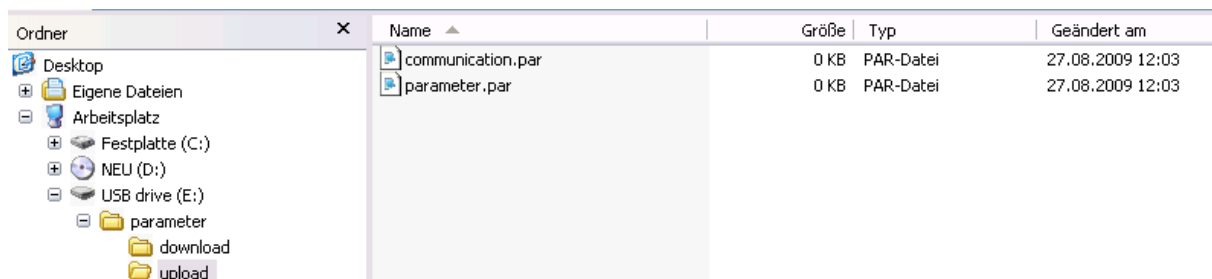 Ordner
Desktop
Eigene Dateien
Arbeitsplatz
Festplatte (C:)
NEU (D:)
USB drive (E:)
parameter
download
upload
Name Größe Typ Geändert am
communication.par 0 KB PAR-Datei 27.08.2009 12:03
parameter.par 0 KB PAR-Datei 27.08.2009 12:03